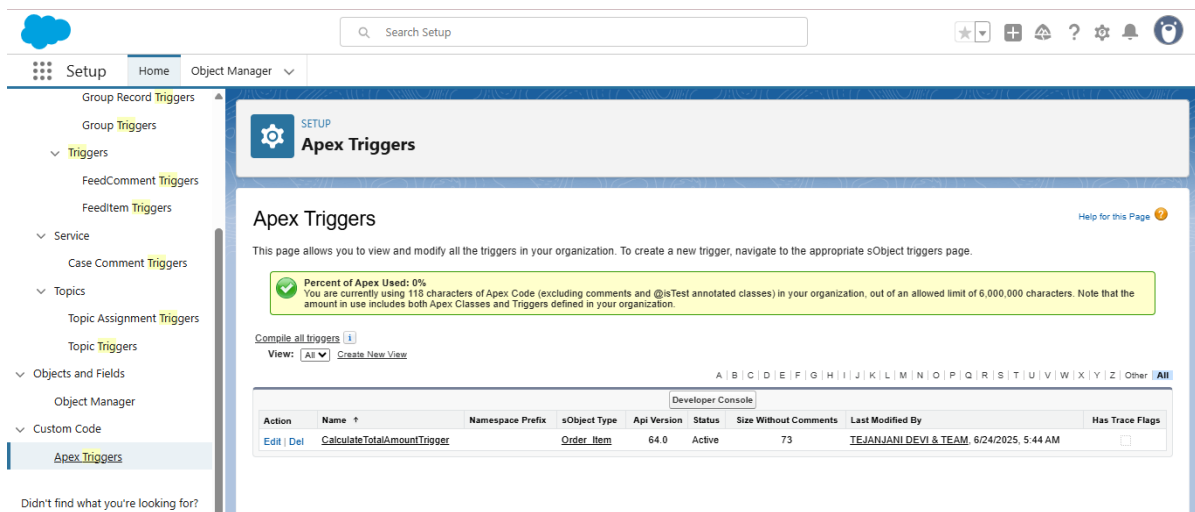 Search Setup
Setup
Home
Object Manager
Group Record Triggers
Group Triggers
Triggers
FeedComment Triggers
FeedItem Triggers
Service
Case Comment Triggers
Topics
Topic Assignment Triggers
Topic Triggers
Objects and Fields
Object Manager
Custom Code
Apex Triggers
Didn't find what you're looking for?
SETUP
Apex Triggers
Apex Triggers
Help for this Page
This page allows you to view and modify all the triggers in your organization. To create a new trigger, navigate to the appropriate sObject triggers page.
Percent of Apex Used: 0%
You are currently using 118 characters of Apex Code (excluding comments and @isTest annotated classes) in your organization, out of an allowed limit of 6,000,000 characters. Note that the
amount in use includes both Apex Classes and Triggers defined in your organization.
Compile all triggers i
View: All Create New View
A | B | C | D | E | F | G | H | I | J | K | L | M | N | O | P | Q | R | S | T | U | V | W | X | Y | Z | Other All
Developer Console
Action Name ↑ Namespace Prefix sObject Type Api Version Status Size Without Comments Last Modified By Has Trace Flags
Edit | Del CalculateTotalAmountTrigger Order_Item 64.0 Active 73 TEJANJANI DEVI & TEAM, 6/24/2025, 5:44 AM